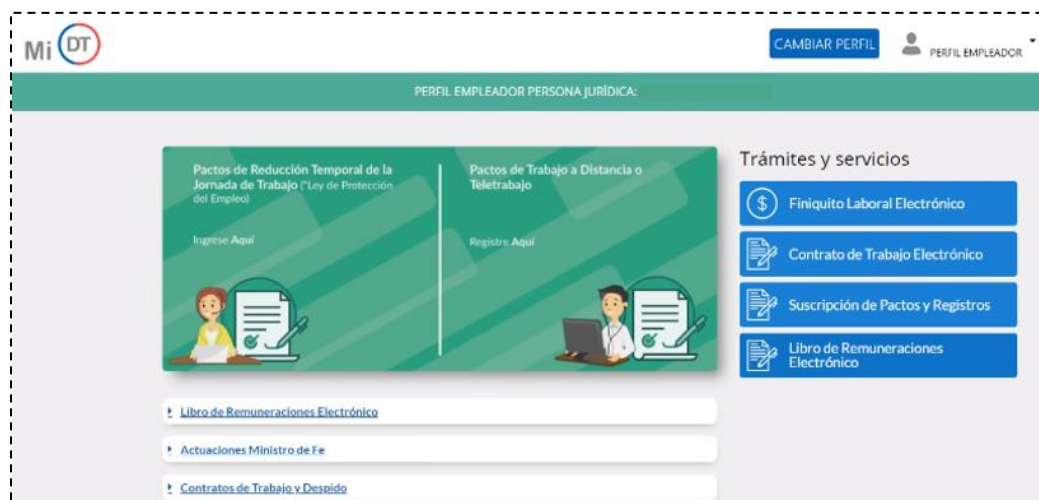 Mi DT
CAMBIAR PERFIL
PERFIL EMPLEADOR
PERFIL EMPLEADOR PERSONA JURÍDICA:
Pactos de Reducción Temporal de la
Jornada de Trabajo ("Ley de Protección
del Empleo)
Ingrese Aquí
Pactos de Trabajo a Distancia o
Teletrabajo
Registre Aquí
Trámites y servicios
$ Finiquito Laboral Electrónico
Contrato de Trabajo Electrónico
Suscripción de Pactos y Registros
Libro de Remuneraciones
Electrónico
Libro de Remuneraciones Electrónico
Actuaciones Ministro de Fe
Contratos de Trabajo y Despido